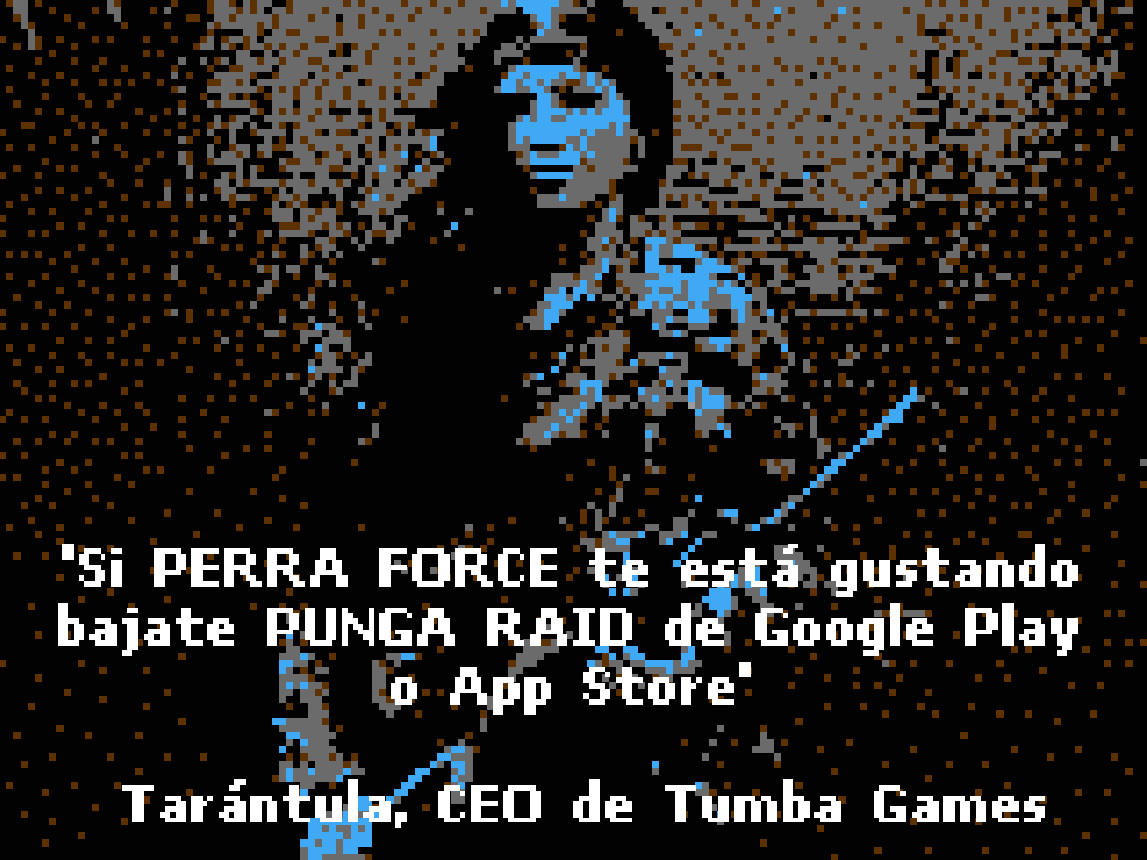 'Si PERRA FORCE te está gustando
bajate PUNGA RAID de Google Play
o App Store'
Tarántula, CEO de Tumba Games